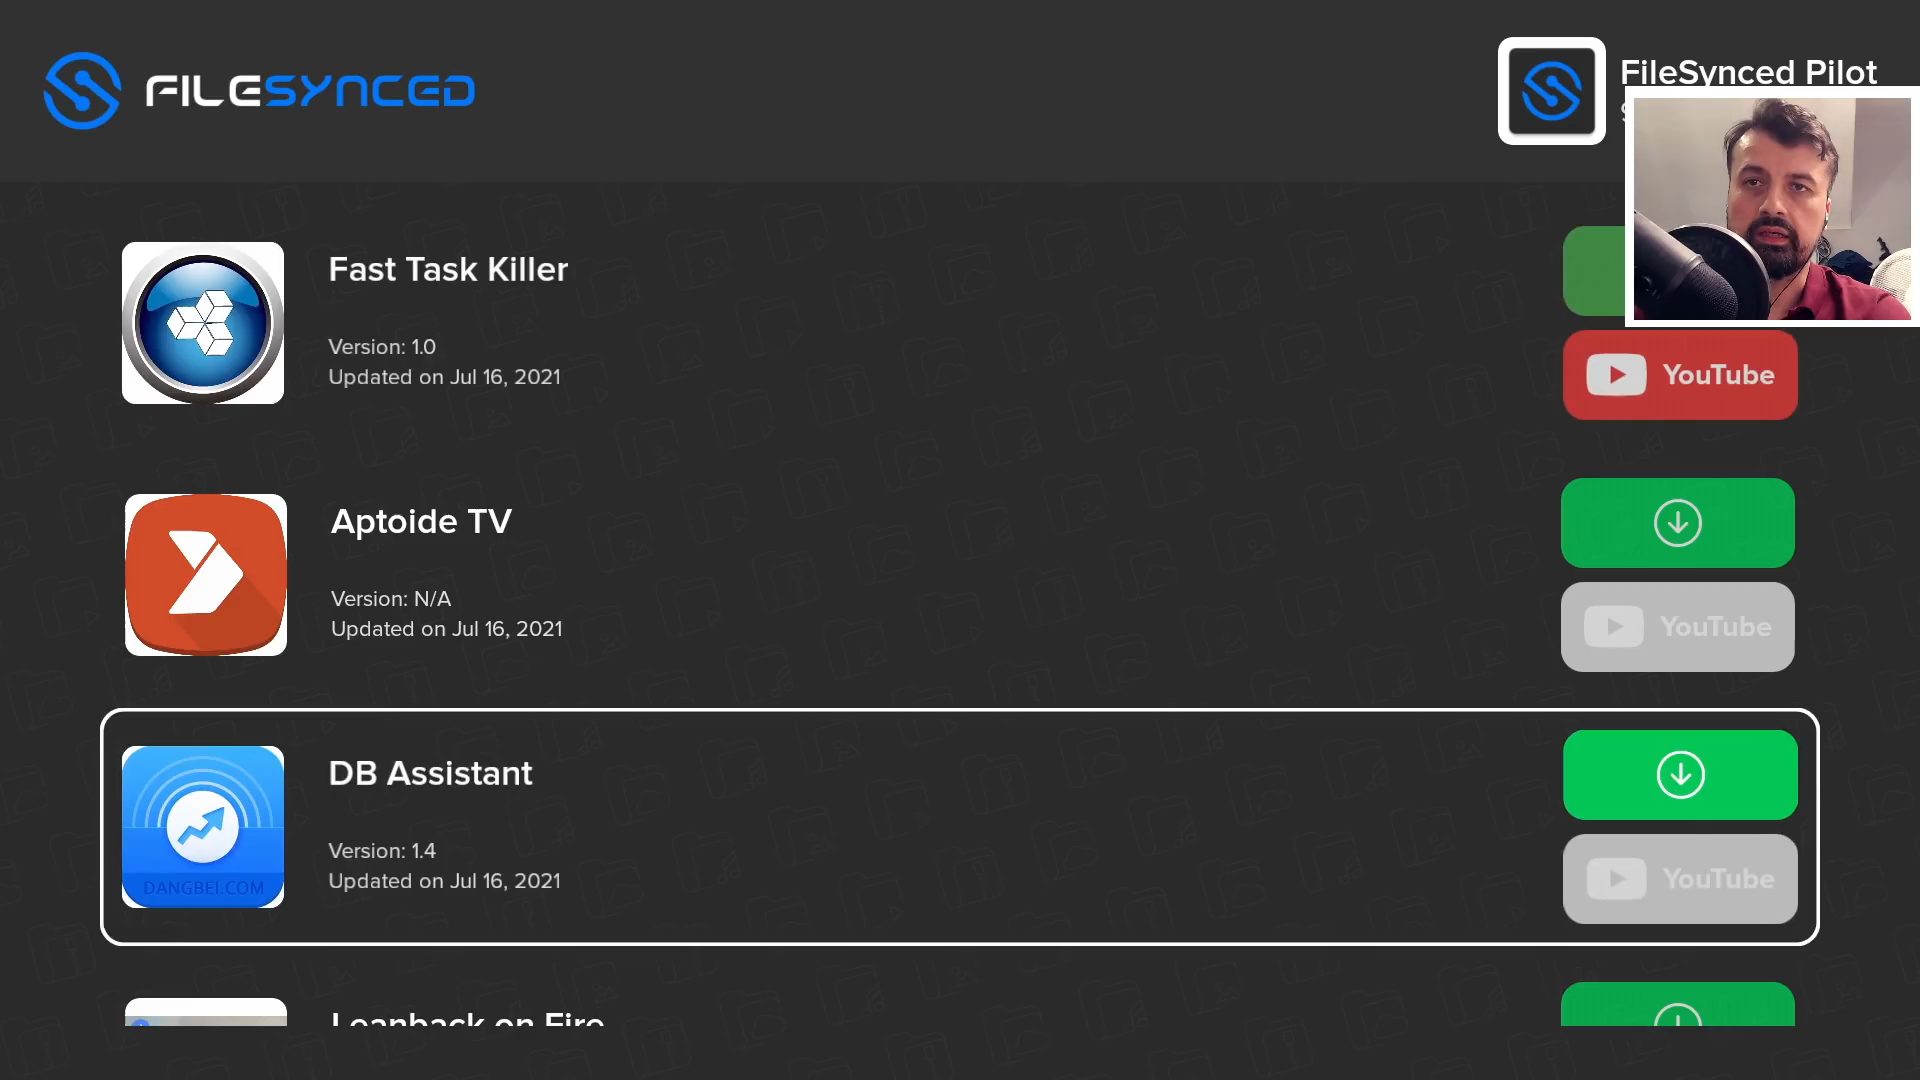 FILESYNCED
FileSynced Pilot
Fast Task Killer
Version: 1.0
Updated on Jul 16, 2021
YouTube
Aptoide TV
Version: N/A
Updated on Jul 16, 2021
YouTube
DB Assistant
Version: 1.4
Updated on Jul 16, 2021
DANGBEI.COM
YouTube
Leanback on Fire